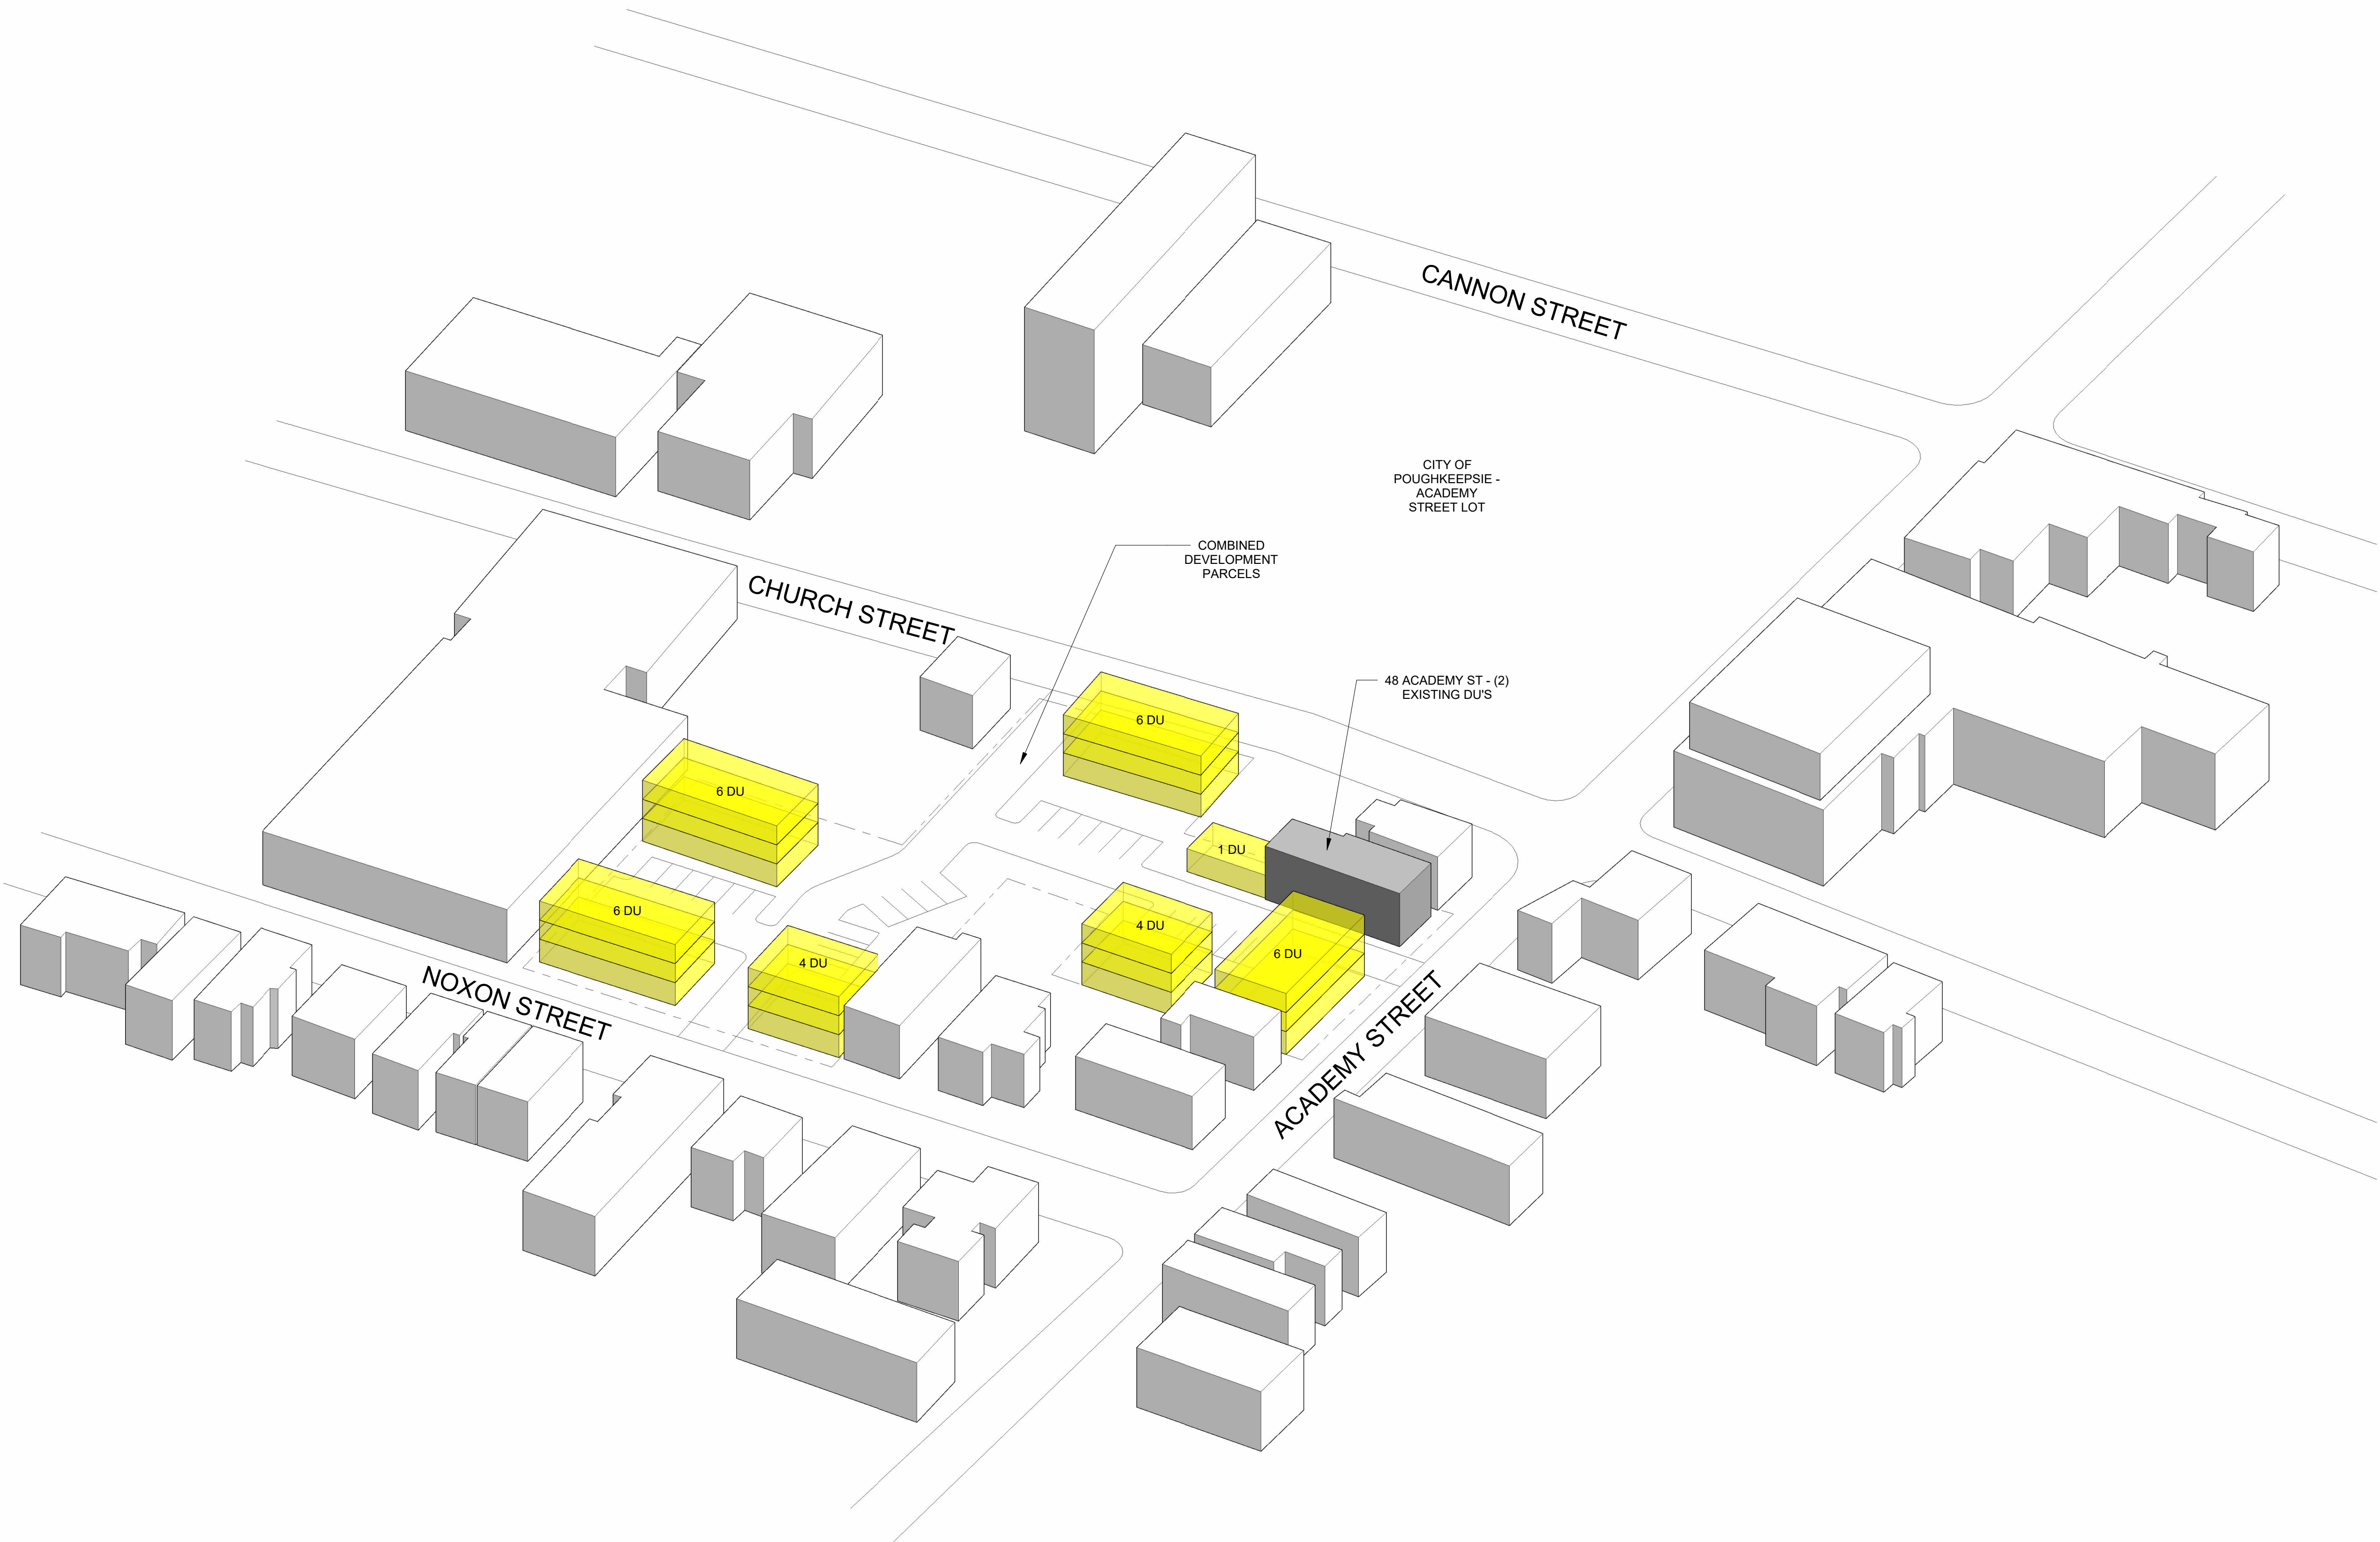 CANNON STREET
CITY OF
POUGHKEEPSIE -
ACADEMY
STREET LOT
COMBINED
DEVELOPMENT
PARCELS
CHURCH STREET
48 ACADEMY ST - (2)
EXISTING DU'S
6 DU
6 DU
1 DU
6 DU
4 DU
4 DU
6 DU
NOXON STREET
ACADEMY STREET